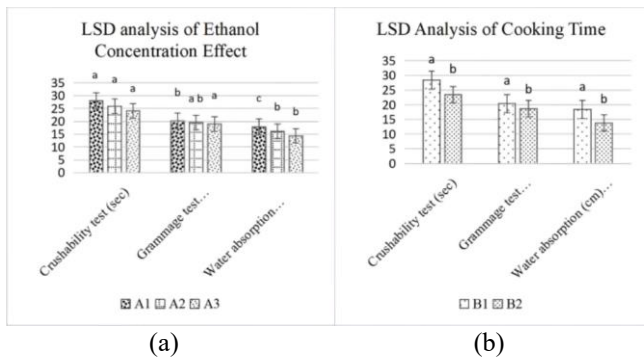 LSD analysis of Ethanol
Concentration Effect
35
30
25
20
15
10
5
0
a
a
a
b
a b
a
c
b
b
Crushability test (sec)
Grammage test…
Water absorption…
A1 A2 A3
(a)
LSD Analysis of Cooking Time
35
30
25
20
15
10
5
0
a
b
a
b
a
b
Crushability test (sec)
Grammage test…
Water absorption (cm)…
B1 B2
(b)